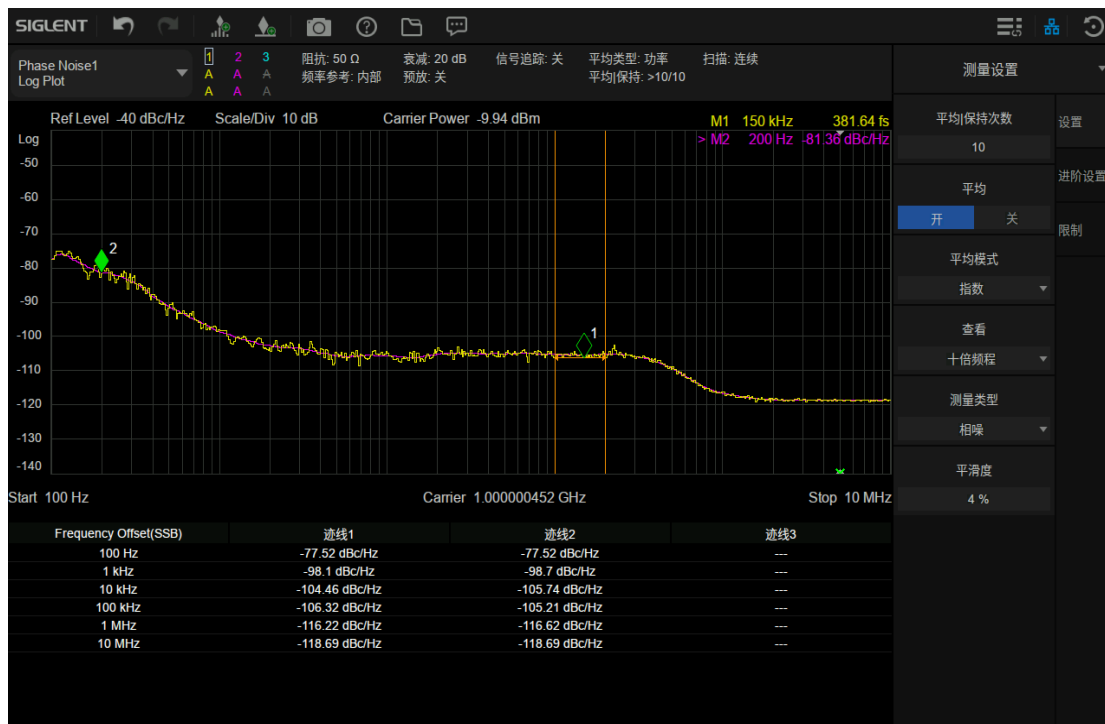 SIGLENT
Phase Noise1
Log Plot
1 2 3
A A A
A A A
阻抗: 50 Ω 衰减: 20 dB 信号追踪: 关 平均类型: 功率 扫描: 连续
频率参考: 内部 预放: 关 平均|保持: >10/10
测量设置
Ref Level -40 dBc/Hz Scale/Div 10 dB Carrier Power -9.94 dBm
M1 150 kHz 381.64 fs
> M2 200 Hz -81.36 dBc/Hz
Log
-50
-60
-70
-80
-90
-100
-110
-120
-130
-140
2
1
Start 100 Hz Carrier 1.000000452 GHz Stop 10 MHz
Frequency Offset(SSB) 迹线1 迹线2 迹线3
100 Hz -77.52 dBc/Hz -77.52 dBc/Hz ---
1 kHz -98.1 dBc/Hz -98.7 dBc/Hz ---
10 kHz -104.46 dBc/Hz -105.74 dBc/Hz ---
100 kHz -106.32 dBc/Hz -105.21 dBc/Hz ---
1 MHz -116.22 dBc/Hz -116.62 dBc/Hz ---
10 MHz -118.69 dBc/Hz -118.69 dBc/Hz ---
平均|保持次数
10
平均
开 关
平均模式
指数
查看
十倍频程
测量类型
相噪
平滑度
4 %
设置
进阶设置
限制